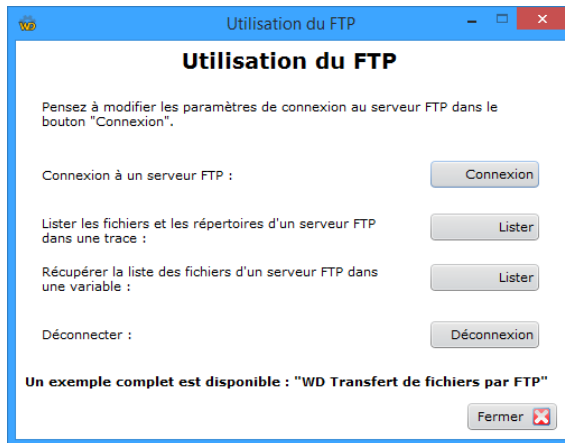 Utilisation du FTP
Utilisation du FTP
Pensez à modifier les paramètres de connexion au serveur FTP dans le
bouton "Connexion".
Connexion à un serveur FTP :
Connexion
Lister les fichiers et les répertoires d'un serveur FTP
dans une trace :
Lister
Récupérer la liste des fichiers d'un serveur FTP dans
une variable :
Lister
Déconnecter :
Déconnexion
Un exemple complet est disponible : "WD Transfert de fichiers par FTP"
Fermer